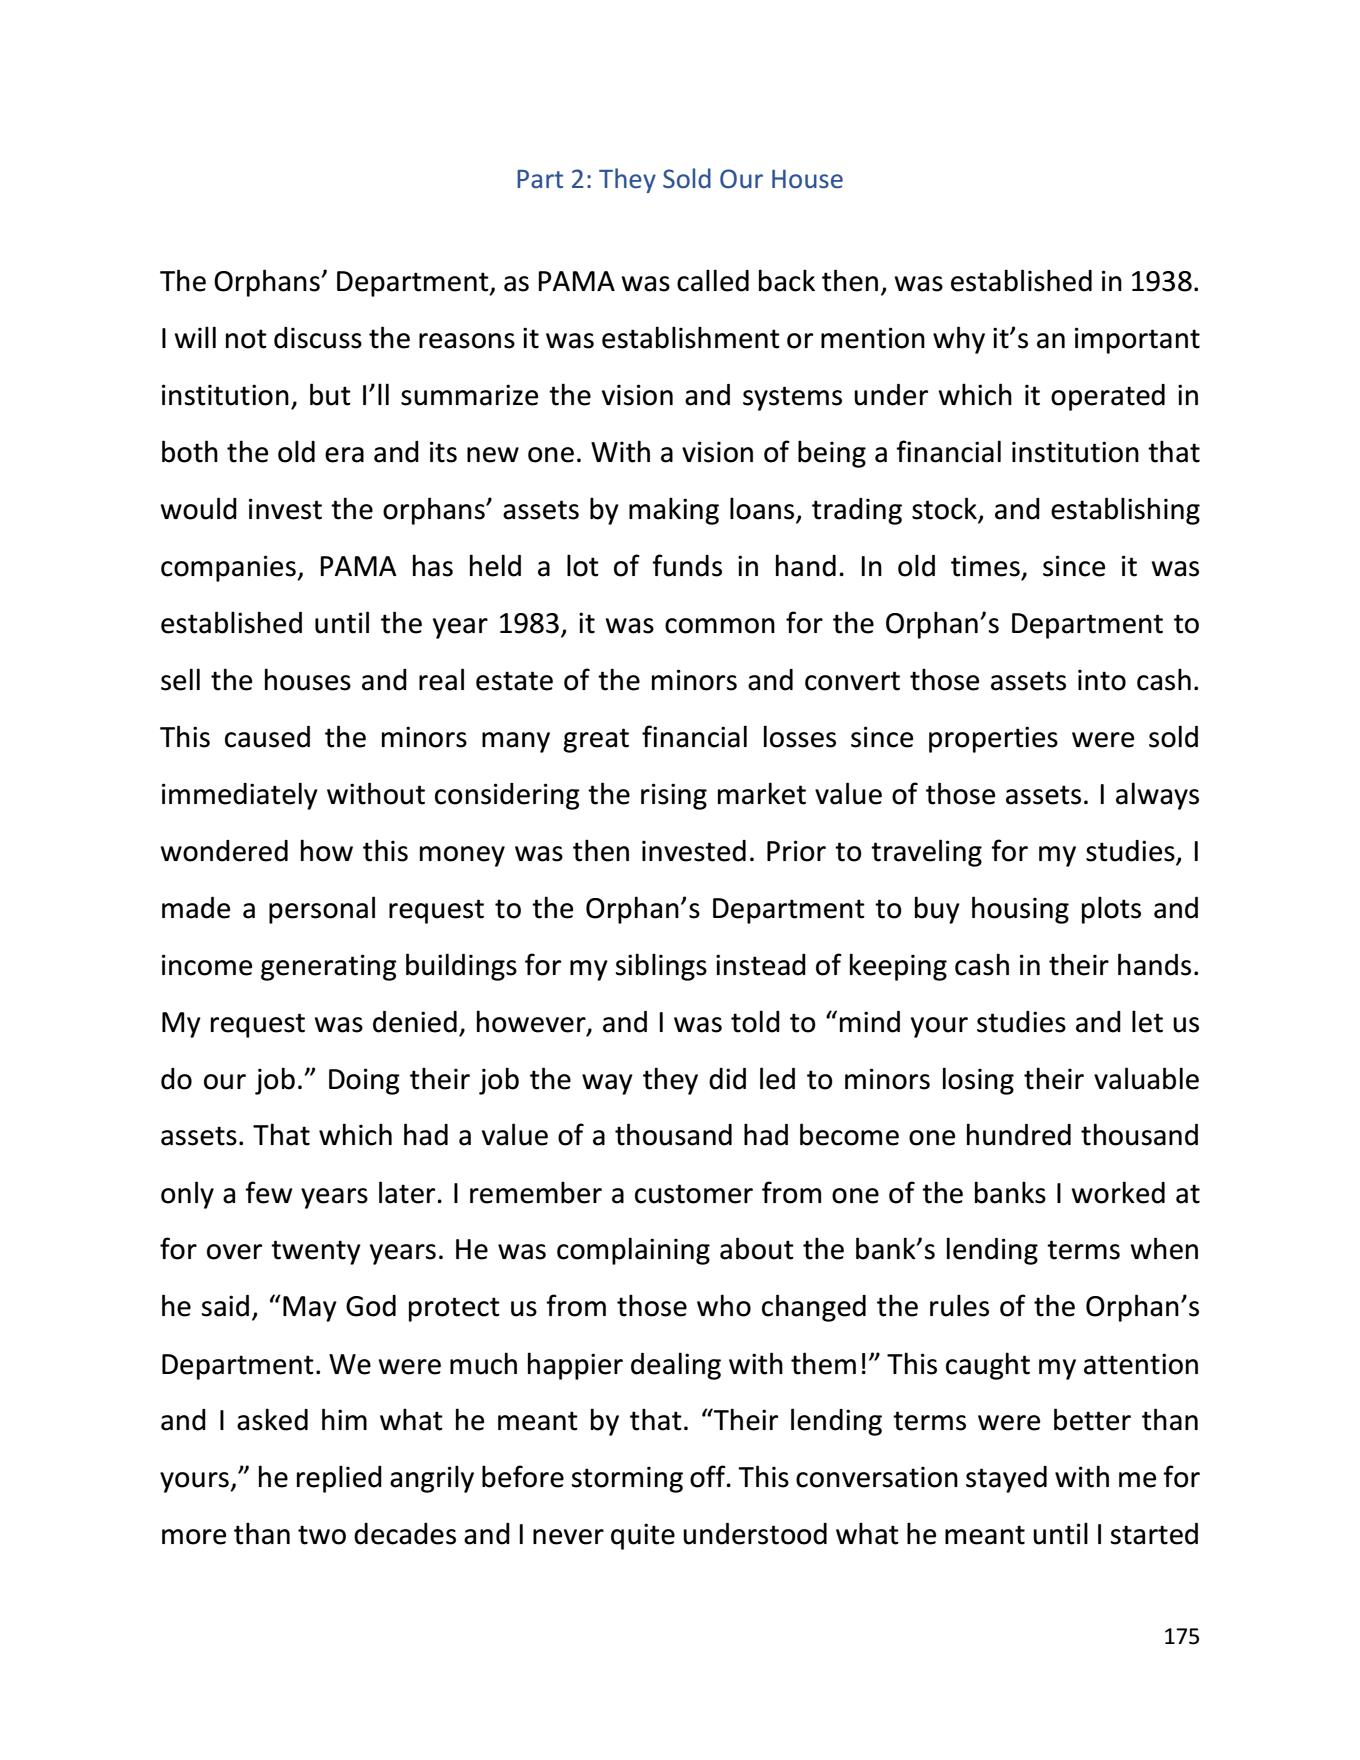 Part 2: They Sold Our House
The Orphans’ Department, as PAMA was called back then, was established in 1938.
I will not discuss the reasons it was establishment or mention why it’s an important
institution, but I’ll summarize the vision and systems under which it operated in
both the old era and its new one. With a vision of being a financial institution that
would invest the orphans’ assets by making loans, trading stock, and establishing
companies, PAMA has held a lot of funds in hand. In old times, since it was
established until the year 1983, it was common for the Orphan’s Department to
sell the houses and real estate of the minors and convert those assets into cash.
This caused the minors many great financial losses since properties were sold
immediately without considering the rising market value of those assets. I always
wondered how this money was then invested. Prior to traveling for my studies, I
made a personal request to the Orphan’s Department to buy housing plots and
income generating buildings for my siblings instead of keeping cash in their hands.
My request was denied, however, and I was told to “mind your studies and let us
do our job.” Doing their job the way they did led to minors losing their valuable
assets. That which had a value of a thousand had become one hundred thousand
only a few years later. I remember a customer from one of the banks I worked at
for over twenty years. He was complaining about the bank’s lending terms when
he said, “May God protect us from those who changed the rules of the Orphan’s
Department. We were much happier dealing with them!” This caught my attention
and I asked him what he meant by that. “Their lending terms were better than
yours,” he replied angrily before storming off. This conversation stayed with me for
more than two decades and I never quite understood what he meant until I started
175